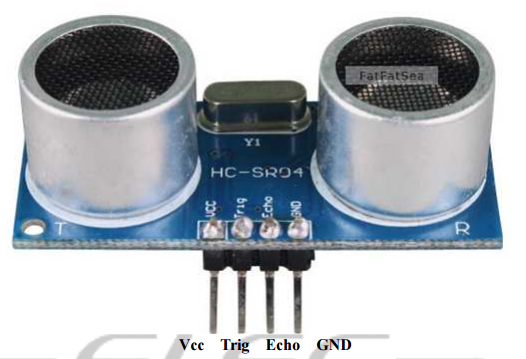 FatFatSea
Y1
HC-SR04
Vcc Trig Echo GND
T
R
Vcc Trig Echo GND